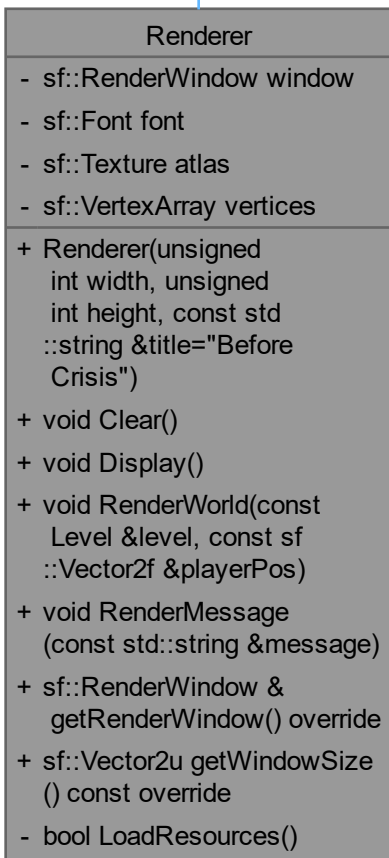 Renderer
- sf::RenderWindow window
- sf::Font font
- sf::Texture atlas
- sf::VertexArray vertices
+ Renderer(unsigned
int width, unsigned
int height, const std
::string &title="Before
Crisis")
+ void Clear()
+ void Display()
+ void RenderWorld(const
Level &level, const sf
::Vector2f &playerPos)
+ void RenderMessage
(const std::string &message)
+ sf::RenderWindow &
getRenderWindow() override
+ sf::Vector2u getWindowSize
() const override
- bool LoadResources()